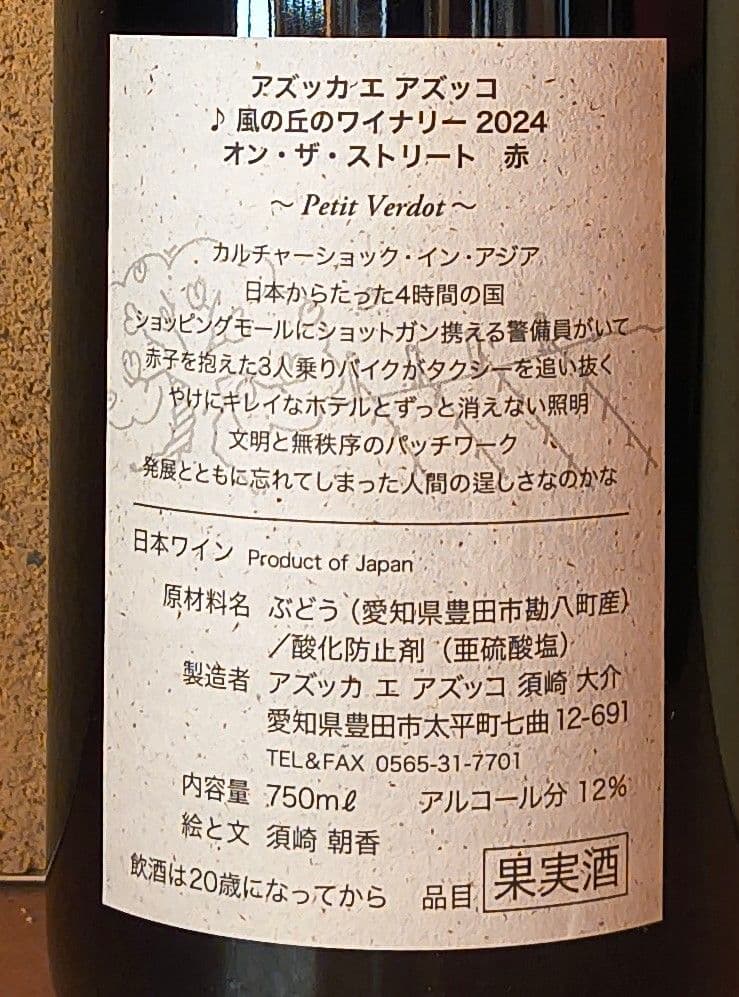 アズッカ エ アズッコ
♪ 風の丘のワイナリー 2024
オン・ザ・ストリート　赤
〜 Petit Verdot 〜
カルチャーショック・イン・アジア
日本からたった4時間の国
ショッピングモールにショットガン携える警備員がいて
赤子を抱えた3人乗りバイクがタクシーを追い抜く
やけにキレイなホテルとずっと消えない照明
文明と無秩序のパッチワーク
発展とともに忘れてしまった人間の逞しさなのかな
日本ワイン Product of Japan
原材料名 ぶどう（愛知県豊田市勘八町産）
／酸化防止剤（亜硫酸塩）
製造者 アズッカ エ アズッコ 須崎 大介
愛知県豊田市太平町七曲12-691
TEL&FAX 0565-31-7701
内容量 750mℓ アルコール分 12%
絵と文 須崎 朝香
飲酒は20歳になってから 品目 果実酒